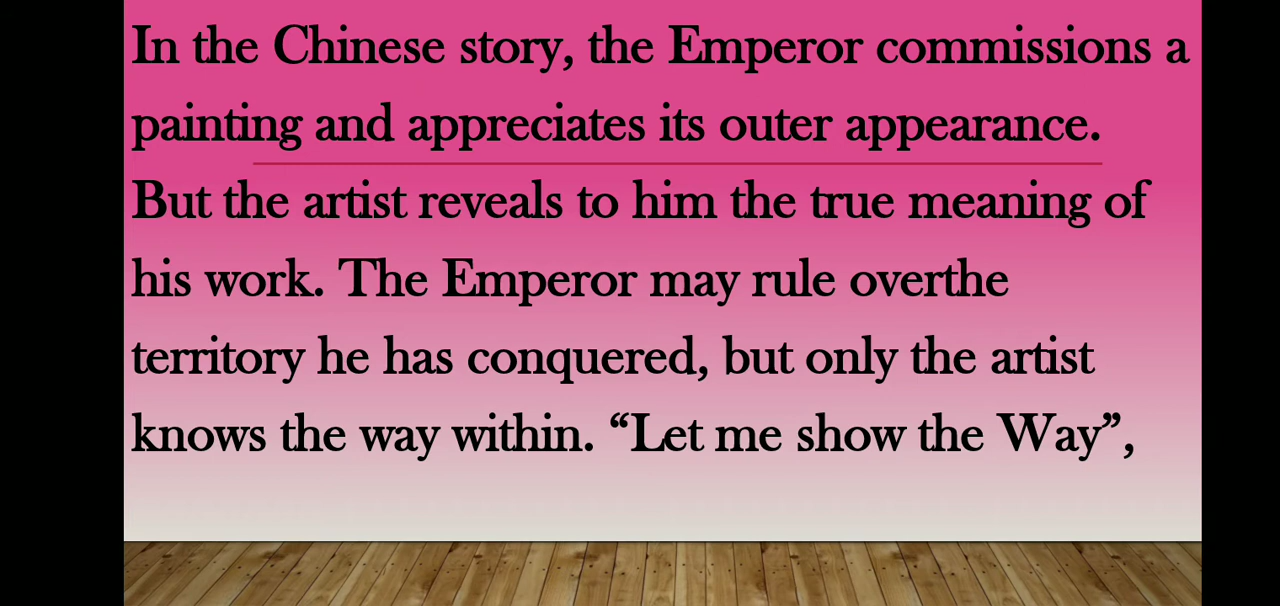 In the Chinese story, the Emperor commissions a
painting and appreciates its outer appearance.
But the artist reveals to him the true meaning of
his work. The Emperor may rule overthe
territory he has conquered, but only the artist
knows the way within. “Let me show the Way”,